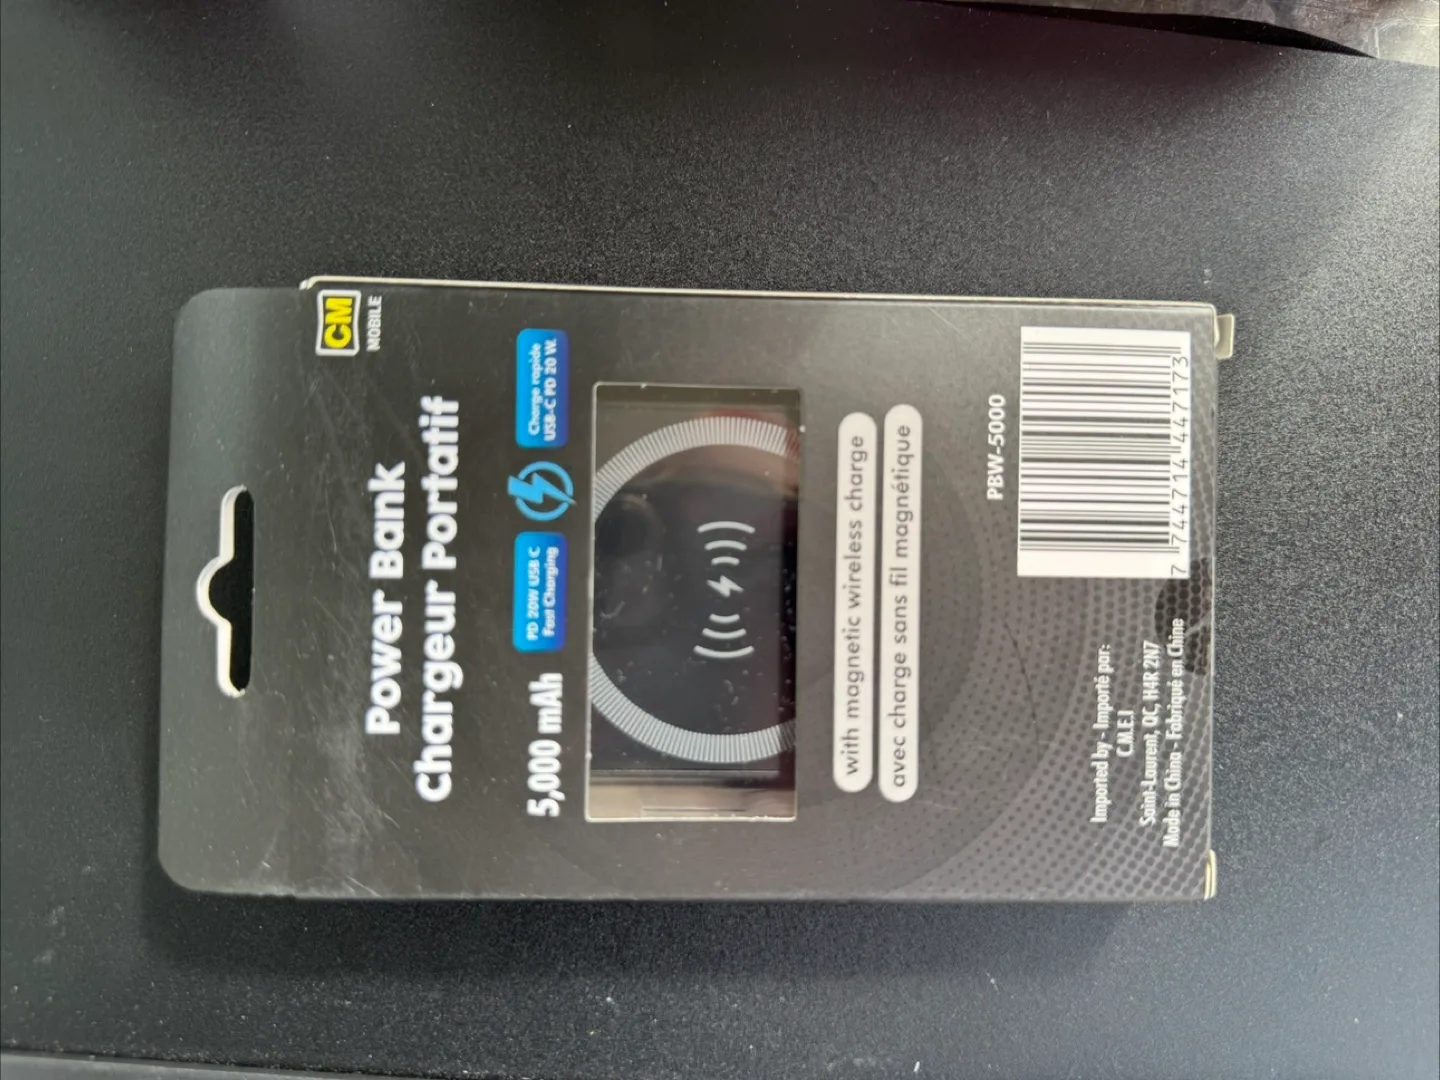 CM
MOBILE
Power Bank
Chargeur Portatif
5,000 mAh
PD 20W USB C
Fast Charging
Charge rapide
USB-C PD 20 W.
with magnetic wireless charge
avec charge sans fil magnétique
PBW-5000
7 74471 4 447173
Imported by - Importé par:
C.M.E.I
Saint-Laurent, QC, H4R 2N7
Made in China - Fabriqué en Chine